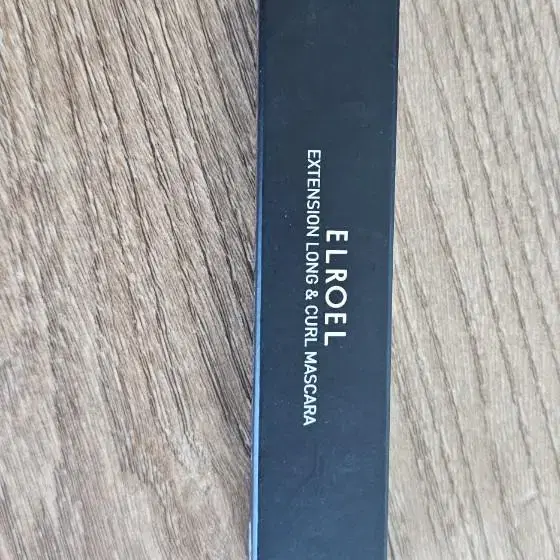 ELROEL
EXTENSION LONG & CURL MASCARA